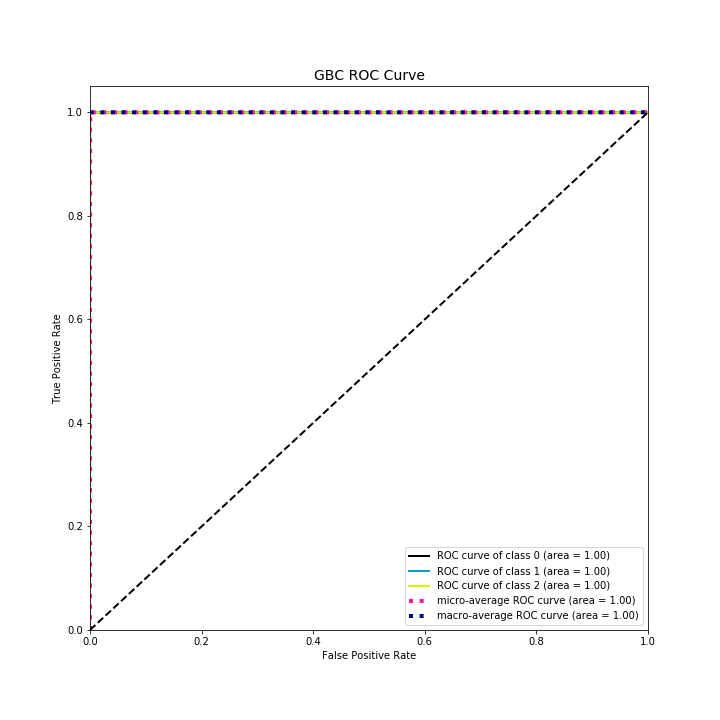 GBC ROC Curve
1.0
0.8
0.6
0.4
0.2
0.0
True Positive Rate
ROC curve of class 0 (area = 1.00)
ROC curve of class 1 (area = 1.00)
ROC curve of class 2 (area = 1.00)
micro-average ROC curve (area = 1.00)
macro-average ROC curve (area = 1.00)
0.0 0.2 0.4 0.6 0.8 1.0
False Positive Rate